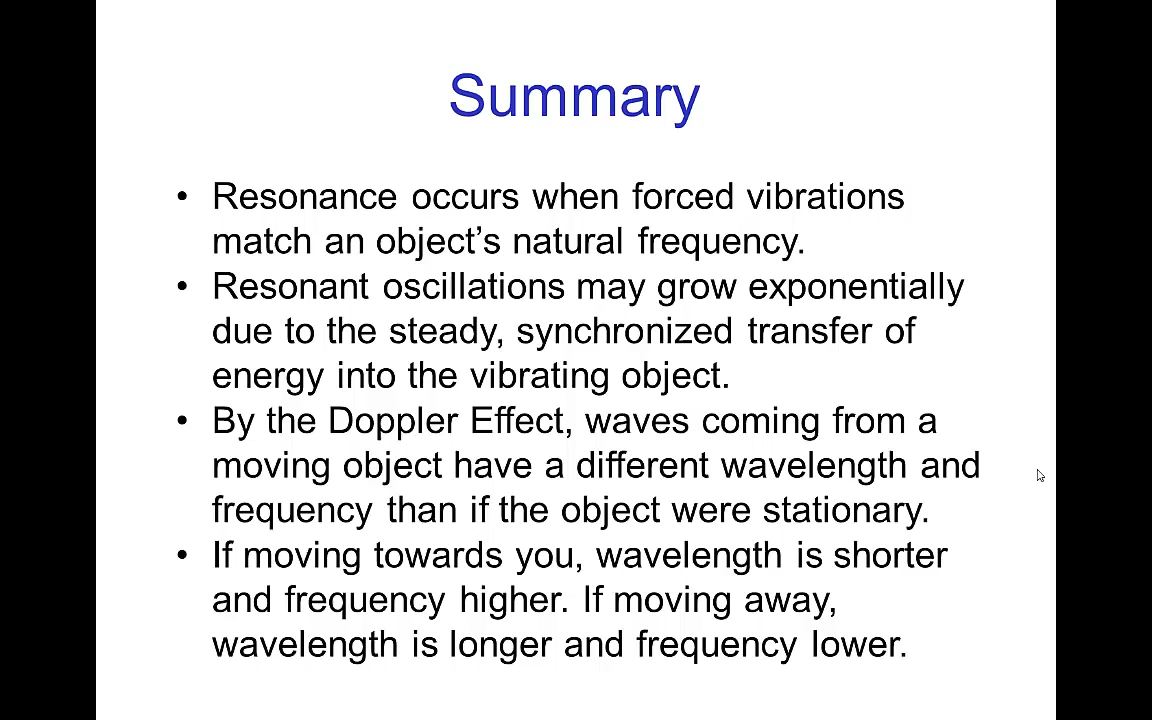 Summary
• Resonance occurs when forced vibrations
match an object’s natural frequency.
• Resonant oscillations may grow exponentially
due to the steady, synchronized transfer of
energy into the vibrating object.
• By the Doppler Effect, waves coming from a
moving object have a different wavelength and
frequency than if the object were stationary.
• If moving towards you, wavelength is shorter
and frequency higher. If moving away,
wavelength is longer and frequency lower.